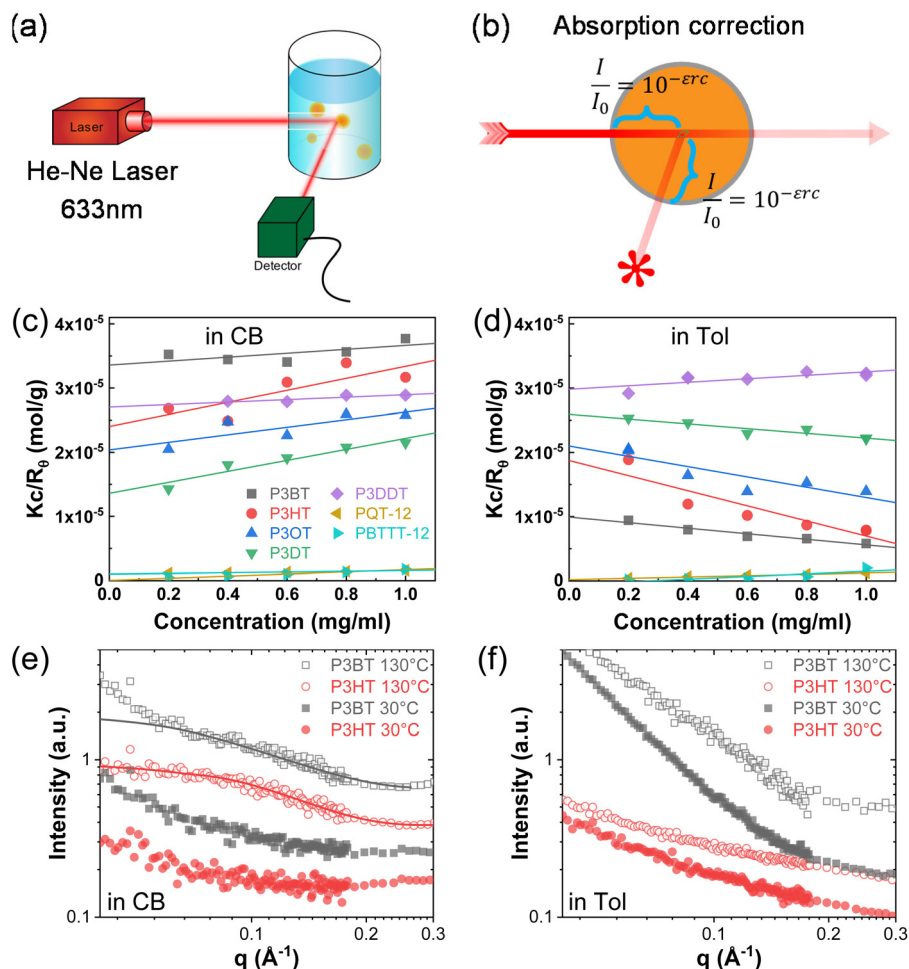 (a)
Laser
He-Ne Laser
633nm
Detector
(b) Absorption correction
I/I₀ = 10^{-εrc}
I/I₀ = 10^{-εrc}
(c)
in CB
4x10⁻⁵
3x10⁻⁵
2x10⁻⁵
1x10⁻⁵
0
Kc/R_θ (mol/g)
P3BT
P3HT
P3OT
P3DT
P3DDT
PQT-12
PBTTT-12
0.0 0.2 0.4 0.6 0.8 1.0
Concentration (mg/ml)
(d)
in Tol
4x10⁻⁵
3x10⁻⁵
2x10⁻⁵
1x10⁻⁵
0
Kc/R_θ (mol/g)
0.0 0.2 0.4 0.6 0.8 1.0
Concentration (mg/ml)
(e)
P3BT 130°C
P3HT 130°C
P3BT 30°C
P3HT 30°C
1
0.1
Intensity (a.u.)
in CB
0.1 0.2 0.3
q (Å⁻¹)
(f)
P3BT 130°C
P3HT 130°C
P3BT 30°C
P3HT 30°C
1
0.1
Intensity (a.u.)
in Tol
0.1 0.2 0.3
q (Å⁻¹)